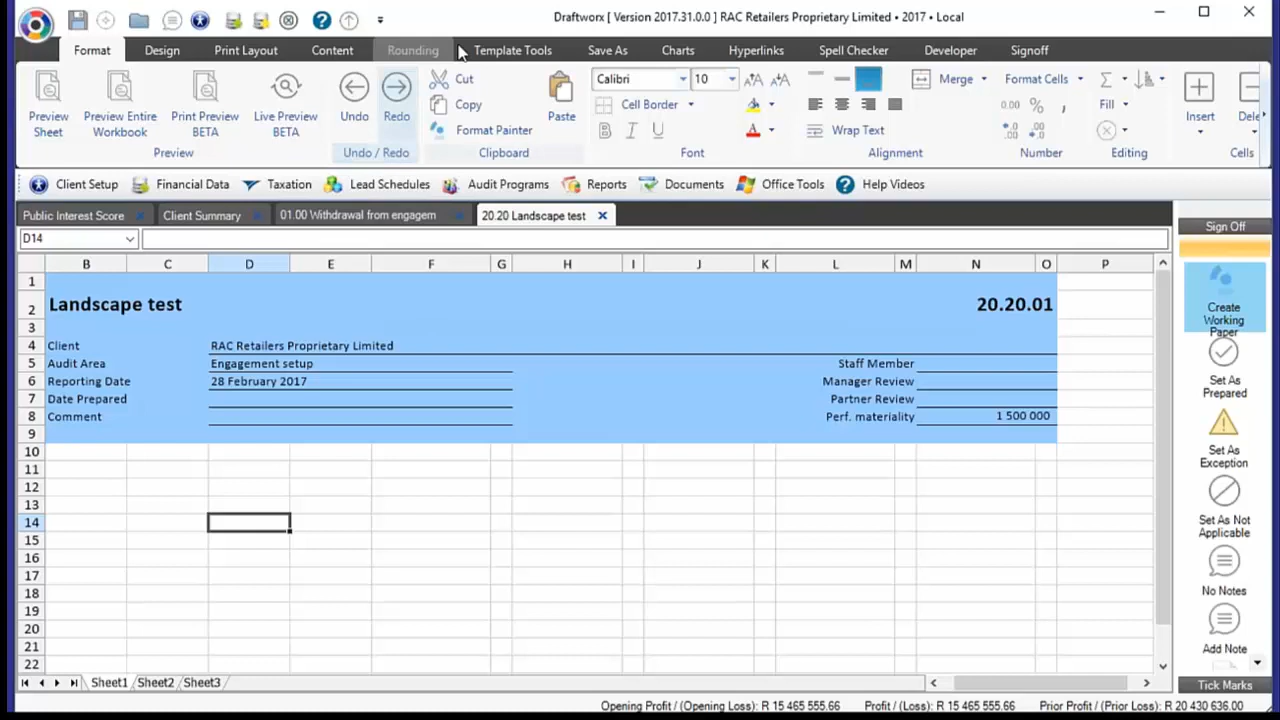 Draftworx [ Version 2017.31.0.0 ] RAC Retailers Proprietary Limited • 2017 • Local
Format Design Print Layout Content Rounding Template Tools Save As Charts Hyperlinks Spell Checker Developer Signoff
Preview Sheet
Preview Entire Workbook
Print Preview BETA
Live Preview BETA
Preview
Undo Redo
Undo / Redo
Cut
Copy
Format Painter
Paste
Clipboard
Calibri 10
Cell Border
B I U A
Font
Merge
Wrap Text
Alignment
Format Cells
0.00 % ,
Number
Fill
Editing
Insert Dele
Cells
Client Setup Financial Data Taxation Lead Schedules Audit Programs Reports Documents Office Tools Help Videos
Public Interest Score Client Summary 01.00 Withdrawal from engagem 20.20 Landscape test
D14
B C D E F G H I J K L M N O P
1
2 Landscape test 20.20.01
3
4 Client RAC Retailers Proprietary Limited
5 Audit Area Engagement setup Staff Member
6 Reporting Date 28 February 2017 Manager Review
7 Date Prepared Partner Review
8 Comment Perf. materiality 1 500 000
9
10
11
12
13
14
15
16
17
18
19
20
21
22
Sheet1 Sheet2 Sheet3
Sign Off
Create Working Paper
Set As Prepared
Set As Exception
Set As Not Applicable
No Notes
Add Note
Tick Marks
Opening Profit / (Opening Loss): R 15 465 555.66 Profit / (Loss): R 15 465 555.66 Prior Profit / (Prior Loss): R 20 430 636.00